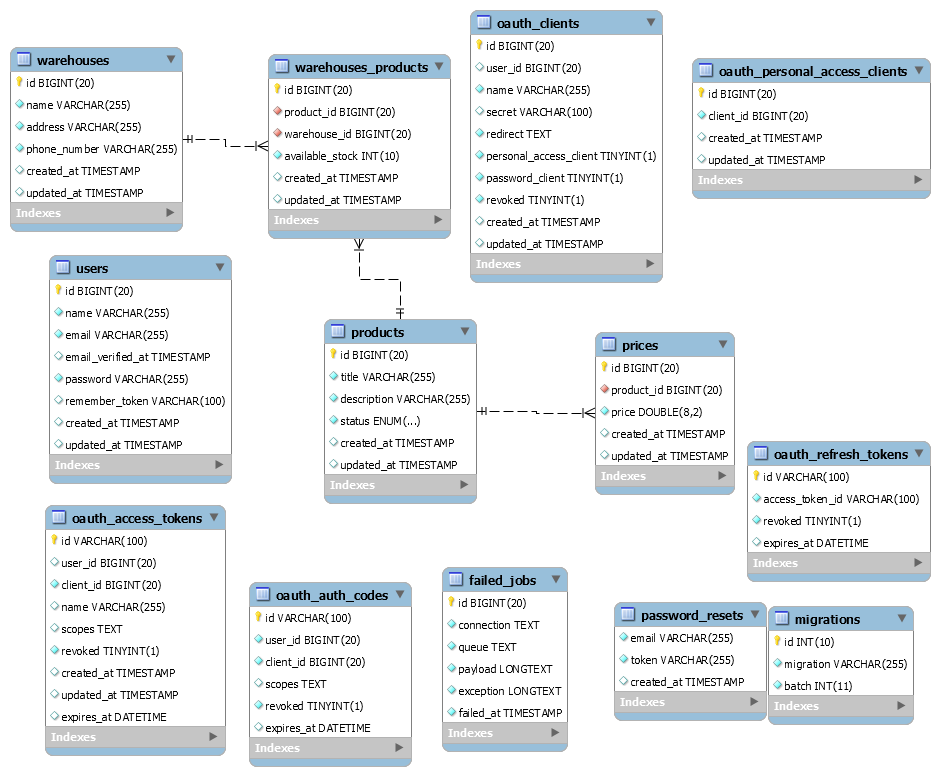 warehouses
id BIGINT(20)
name VARCHAR(255)
address VARCHAR(255)
phone_number VARCHAR(255)
created_at TIMESTAMP
updated_at TIMESTAMP
Indexes
warehouses_products
id BIGINT(20)
product_id BIGINT(20)
warehouse_id BIGINT(20)
available_stock INT(10)
created_at TIMESTAMP
updated_at TIMESTAMP
Indexes
oauth_clients
id BIGINT(20)
user_id BIGINT(20)
name VARCHAR(255)
secret VARCHAR(100)
redirect TEXT
personal_access_client TINYINT(1)
password_client TINYINT(1)
revoked TINYINT(1)
created_at TIMESTAMP
updated_at TIMESTAMP
Indexes
oauth_personal_access_clients
id BIGINT(20)
client_id BIGINT(20)
created_at TIMESTAMP
updated_at TIMESTAMP
Indexes
users
id BIGINT(20)
name VARCHAR(255)
email VARCHAR(255)
email_verified_at TIMESTAMP
password VARCHAR(255)
remember_token VARCHAR(100)
created_at TIMESTAMP
updated_at TIMESTAMP
Indexes
products
id BIGINT(20)
title VARCHAR(255)
description VARCHAR(255)
status ENUM(...)
created_at TIMESTAMP
updated_at TIMESTAMP
Indexes
prices
id BIGINT(20)
product_id BIGINT(20)
price DOUBLE(8,2)
created_at TIMESTAMP
updated_at TIMESTAMP
Indexes
oauth_refresh_tokens
id VARCHAR(100)
access_token_id VARCHAR(100)
revoked TINYINT(1)
expires_at DATETIME
Indexes
oauth_access_tokens
id VARCHAR(100)
user_id BIGINT(20)
client_id BIGINT(20)
name VARCHAR(255)
scopes TEXT
revoked TINYINT(1)
created_at TIMESTAMP
updated_at TIMESTAMP
expires_at DATETIME
Indexes
oauth_auth_codes
id VARCHAR(100)
user_id BIGINT(20)
client_id BIGINT(20)
scopes TEXT
revoked TINYINT(1)
expires_at DATETIME
Indexes
failed_jobs
id BIGINT(20)
connection TEXT
queue TEXT
payload LONGTEXT
exception LONGTEXT
failed_at TIMESTAMP
Indexes
password_resets
email VARCHAR(255)
token VARCHAR(255)
created_at TIMESTAMP
Indexes
migrations
id INT(10)
migration VARCHAR(255)
batch INT(11)
Indexes